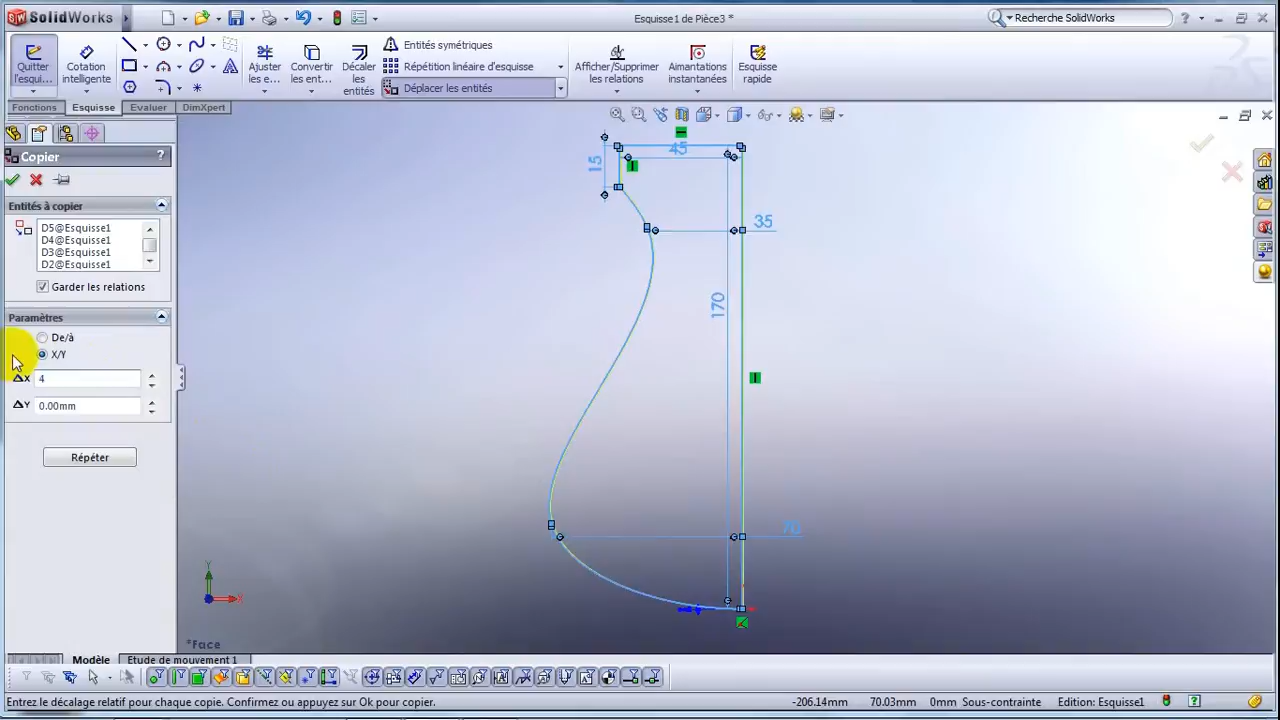 SolidWorks
Esquisse1 de Pièce3 *
Recherche SolidWorks
Quitter l'esqui...
Cotation intelligente
Ajuster les e...
Convertir les ent...
Décaler les entités
Entités symétriques
Répétition linéaire d'esquisse
Déplacer les entités
Afficher/Supprimer les relations
Aimantations instantanées
Esquisse rapide
Fonctions
Esquisse
Evaluer
DimXpert
Copier
?
Entités à copier
D5@Esquisse1
D4@Esquisse1
D3@Esquisse1
D2@Esquisse1
Garder les relations
Paramètres
De/à
X/Y
ΔX 4
ΔY 0.00mm
Répéter
45
15
35
170
70
Y
X
*Face
Modèle
Etude de mouvement 1
Entrez le décalage relatif pour chaque copie. Confirmez ou appuyez sur Ok pour copier.
-206.14mm
70.03mm
0mm
Sous-contrainte
Edition: Esquisse1